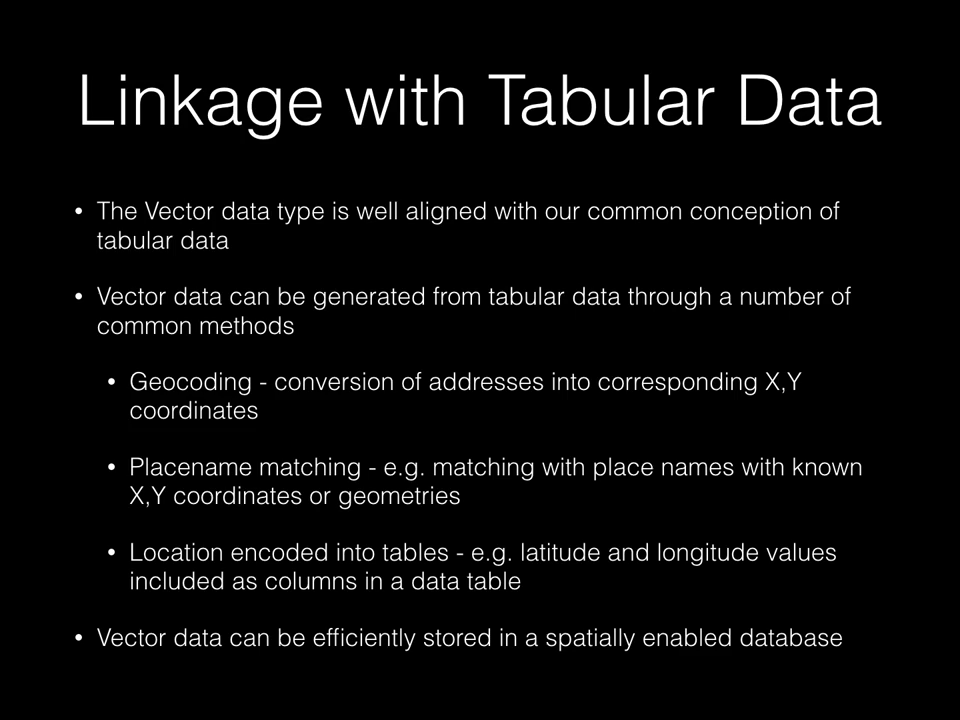 Linkage with Tabular Data
• The Vector data type is well aligned with our common conception of
tabular data
• Vector data can be generated from tabular data through a number of
common methods
• Geocoding - conversion of addresses into corresponding X,Y
coordinates
• Placename matching - e.g. matching with place names with known
X,Y coordinates or geometries
• Location encoded into tables - e.g. latitude and longitude values
included as columns in a data table
• Vector data can be efficiently stored in a spatially enabled database